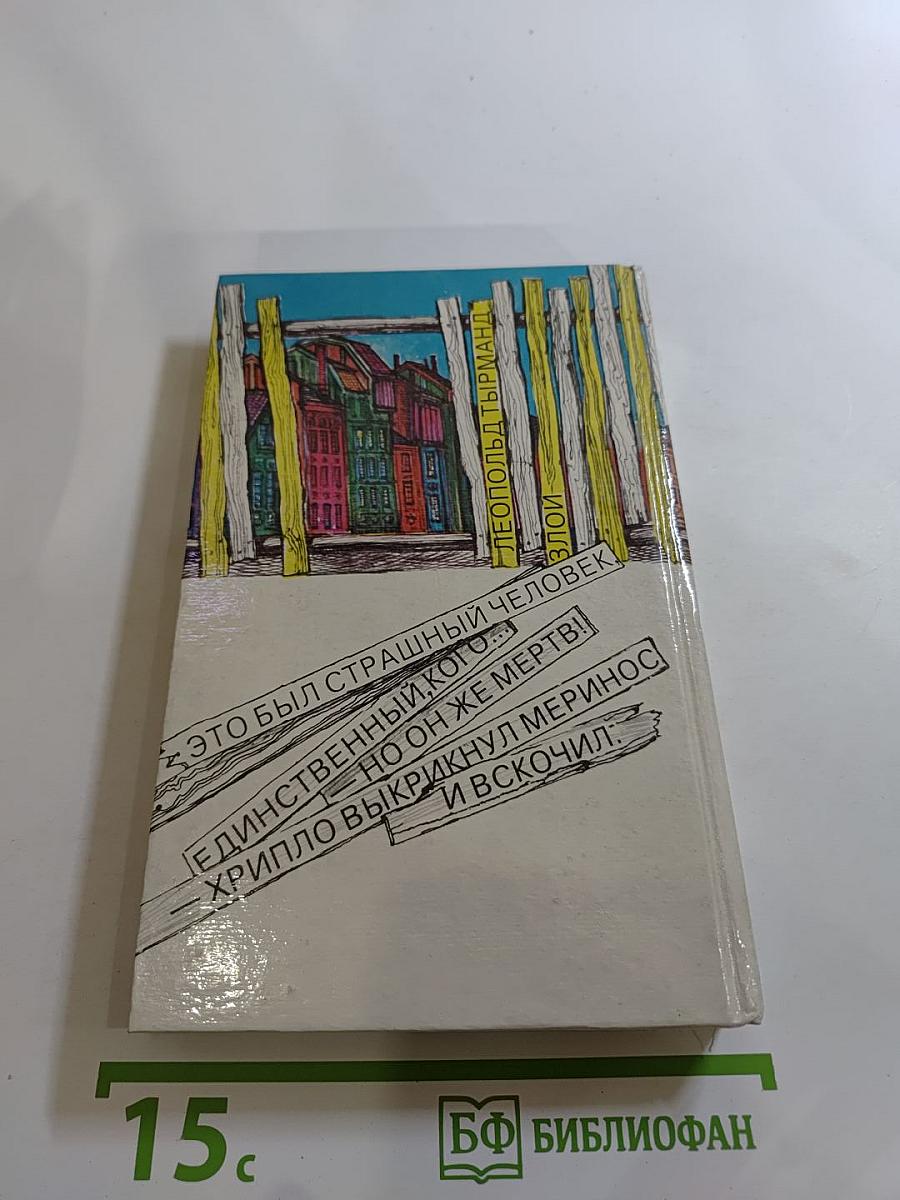 ЛЕОПОЛЬД ТЫРМАНД
ЗЛОЙ
— ЭТО БЫЛ СТРАШНЫЙ ЧЕЛОВЕК,
ЕДИНСТВЕННЫЙ, КОГО...
— НО ОН ЖЕ МЕРТВ!
— ХРИПЛО ВЫКРИКНУЛ МЕРИНОС
И ВСКОЧИЛ.
15 с
БФ БИБЛИОФАН